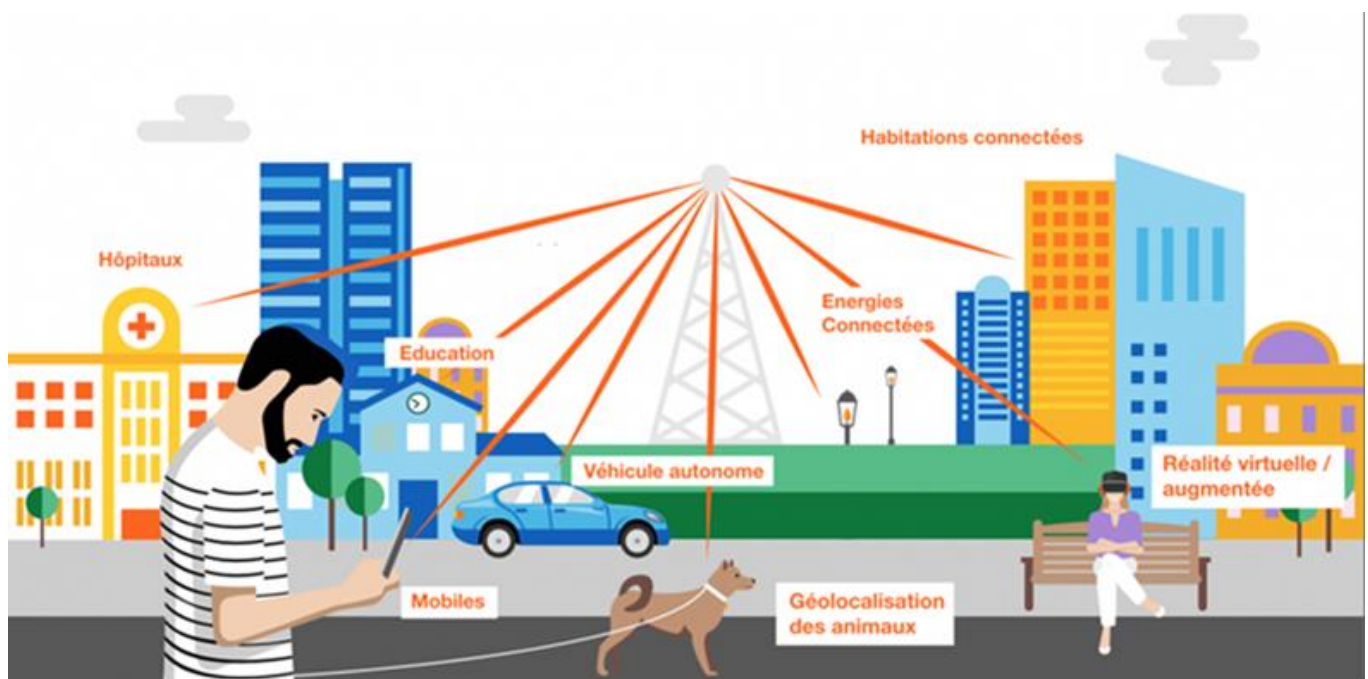 Habitations connectées
Hôpitaux
Energies
Connectées
Education
Véhicule autonome
Réalité virtuelle /
augmentée
Mobiles
Géolocalisation
des animaux